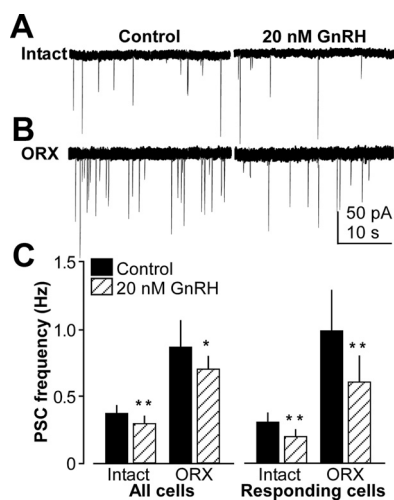 A
Control
20 nM GnRH
Intact
B
ORX
50 pA
10 s
C
1.5
1.0
0.5
0
PSC frequency (Hz)
Control
20 nM GnRH
**
*
**
**
Intact
ORX
Intact
ORX
All cells
Responding cells